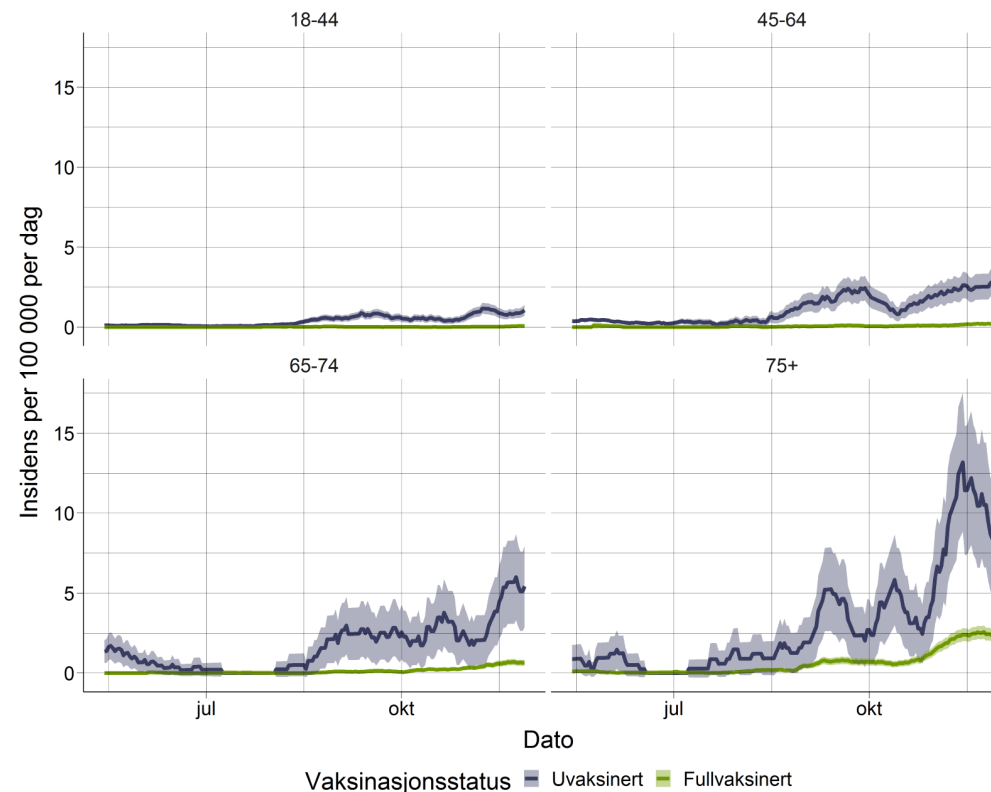 18-44
45-64
15
10
5
0
65-74
75+
15
10
5
0
Insidens per 100 000 per dag
jul
okt
jul
okt
Dato
Vaksinasjonsstatus Uvaksinert Fullvaksinert